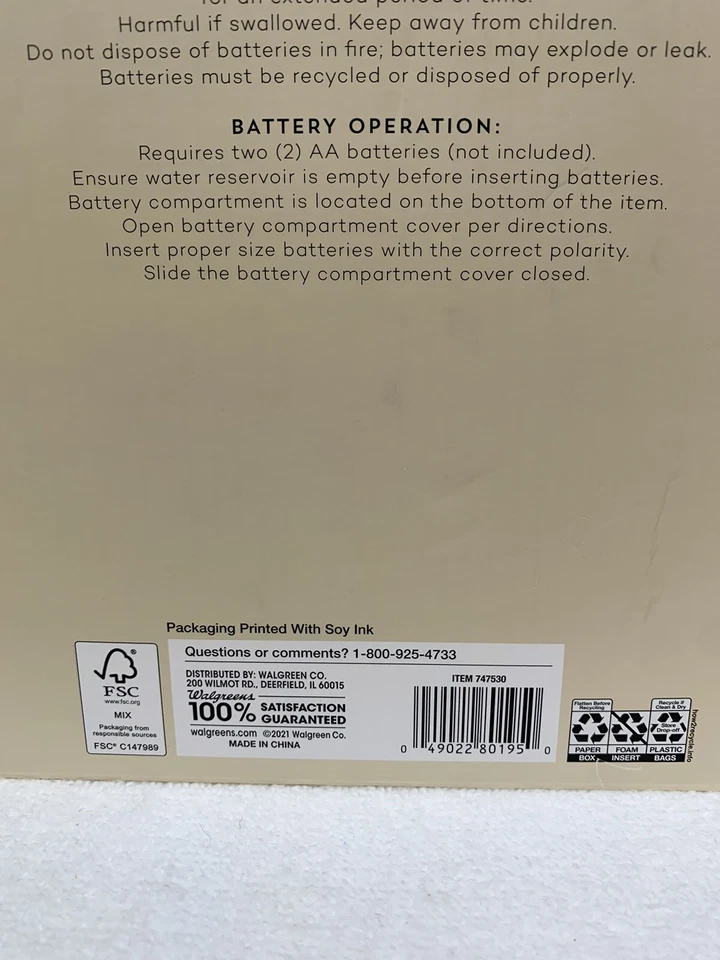 for an extended period of time.
Harmful if swallowed. Keep away from children.
Do not dispose of batteries in fire; batteries may explode or leak.
Batteries must be recycled or disposed of properly.
BATTERY OPERATION:
Requires two (2) AA batteries (not included).
Ensure water reservoir is empty before inserting batteries.
Battery compartment is located on the bottom of the item.
Open battery compartment cover per directions.
Insert proper size batteries with the correct polarity.
Slide the battery compartment cover closed.
Packaging Printed With Soy Ink
®
FSC
www.fsc.org
MIX
Packaging from
responsible sources
FSC® C147989
Questions or comments? 1-800-925-4733
DISTRIBUTED BY: WALGREEN CO.
200 WILMOT RD., DEERFIELD, IL 60015
Walgreens
100% SATISFACTION
GUARANTEED
walgreens.com ©2021 Walgreen Co.
MADE IN CHINA
ITEM 747530
0 49022 80195 0
Flatten Before
Recycling
PAPER
BOX
FOAM
INSERT
Recycle if
Clean & Dry
Store
Drop-off
PLASTIC
BAGS
how2recycle.info